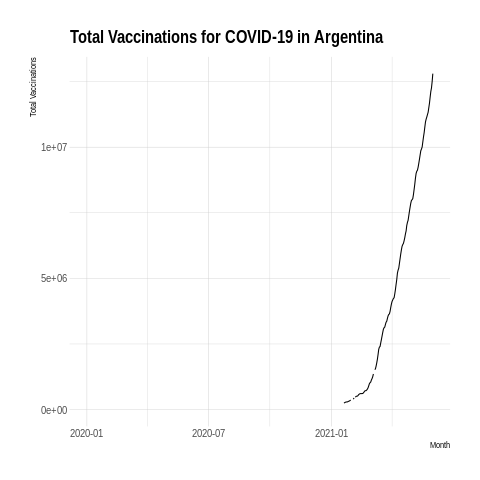 Total Vaccinations for COVID-19 in Argentina
Total Vaccinations
1e+07
5e+06
0e+00
2020-01 2020-07 2021-01
Month